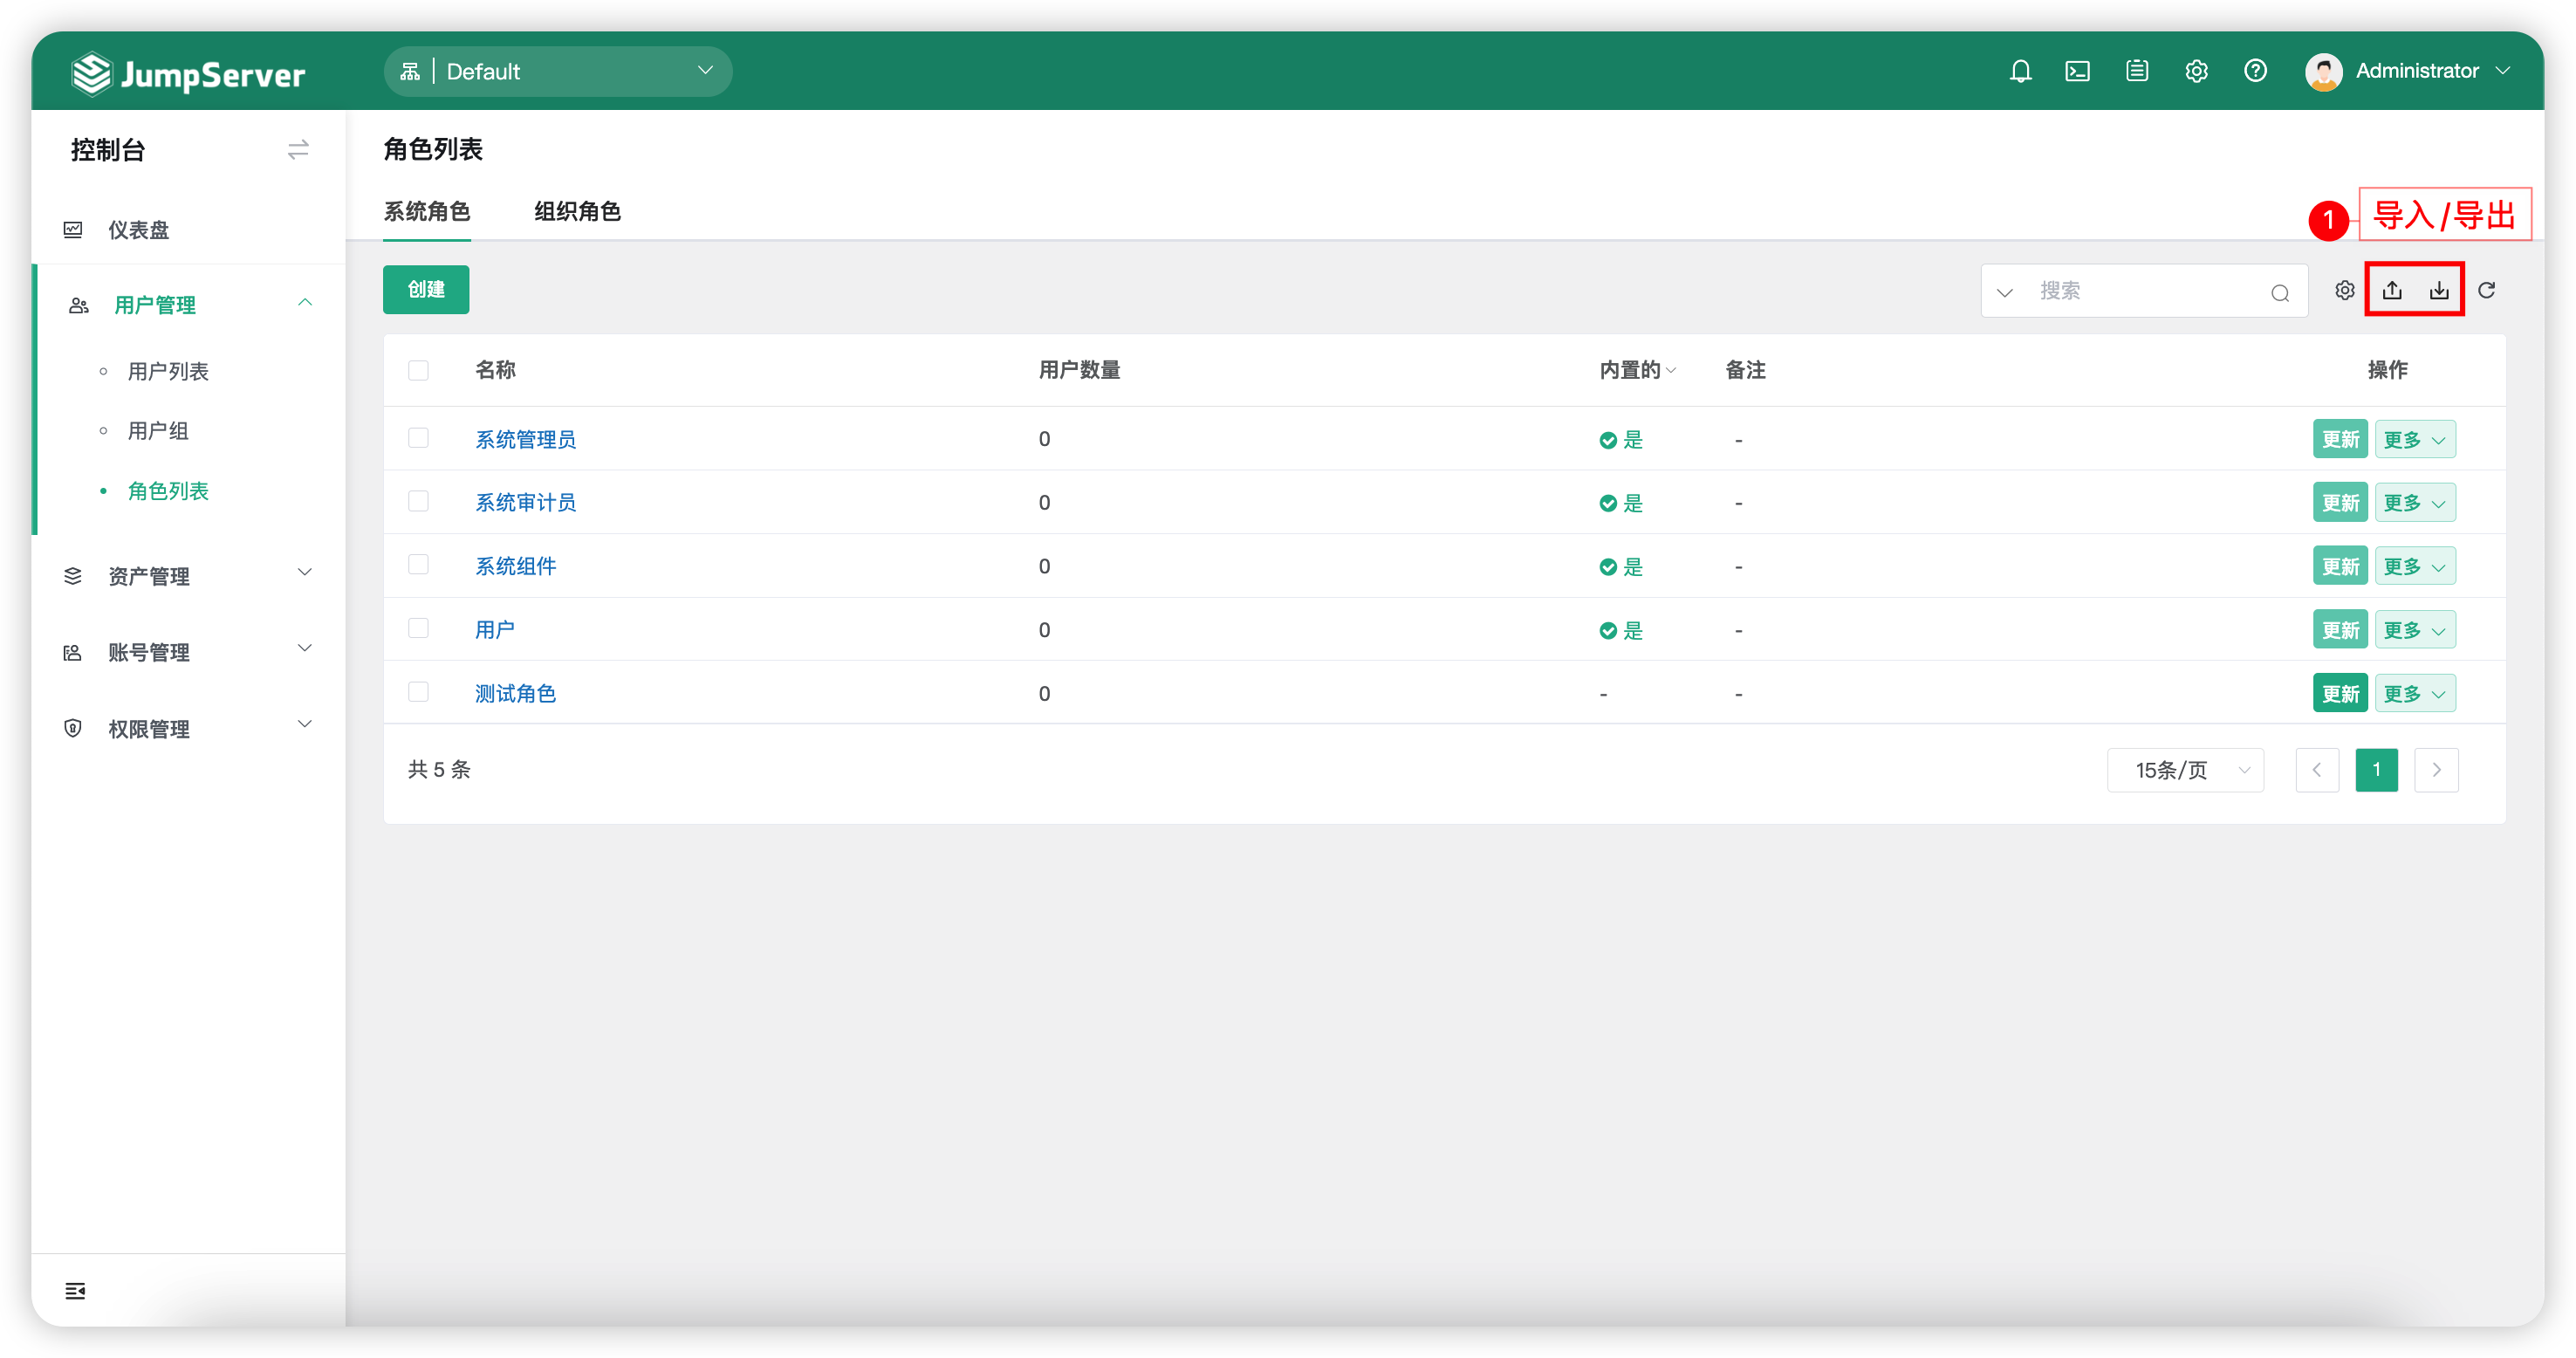 JumpServer
Default
Administrator
控制台
角色列表
仪表盘
系统角色
组织角色
1
导入/导出
用户管理
创建
搜索
用户列表
用户组
角色列表
资产管理
账号管理
权限管理
名称 用户数量 内置的 备注 操作
系统管理员 0 是 - 更新 更多
系统审计员 0 是 - 更新 更多
系统组件 0 是 - 更新 更多
用户 0 是 - 更新 更多
测试角色 0 - - 更新 更多
共 5 条 15条/页 1